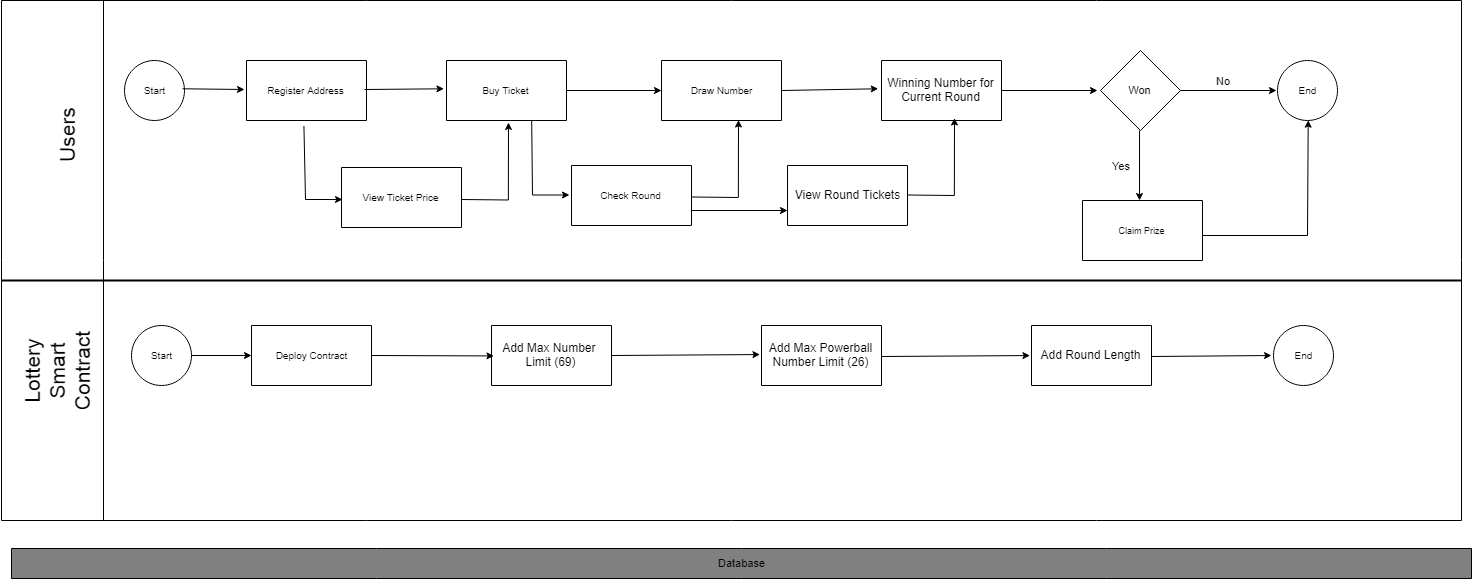 Users
Start
Register Address
Buy Ticket
Draw Number
Winning Number for
Current Round
Won
No
End
View Ticket Price
Check Round
View Round Tickets
Yes
Claim Prize
Lottery
Smart
Contract
Start
Deploy Contract
Add Max Number
Limit (69)
Add Max Powerball
Number Limit (26)
Add Round Length
End
Database